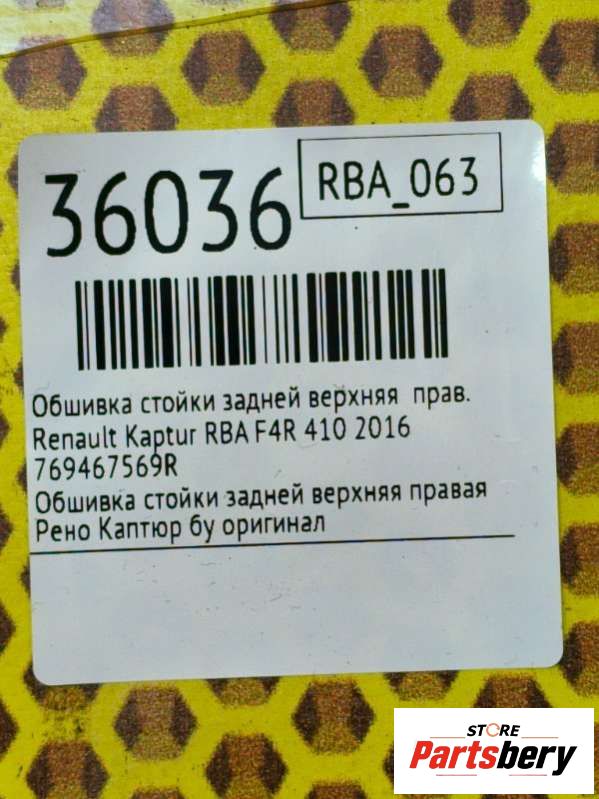 36036
RBA_063
Обшивка стойки задней верхняя прав.
Renault Kaptur RBA F4R 410 2016
769467569R
Обшивка стойки задней верхняя правая
Рено Каптюр бу оригинал
STORE
Partsbery